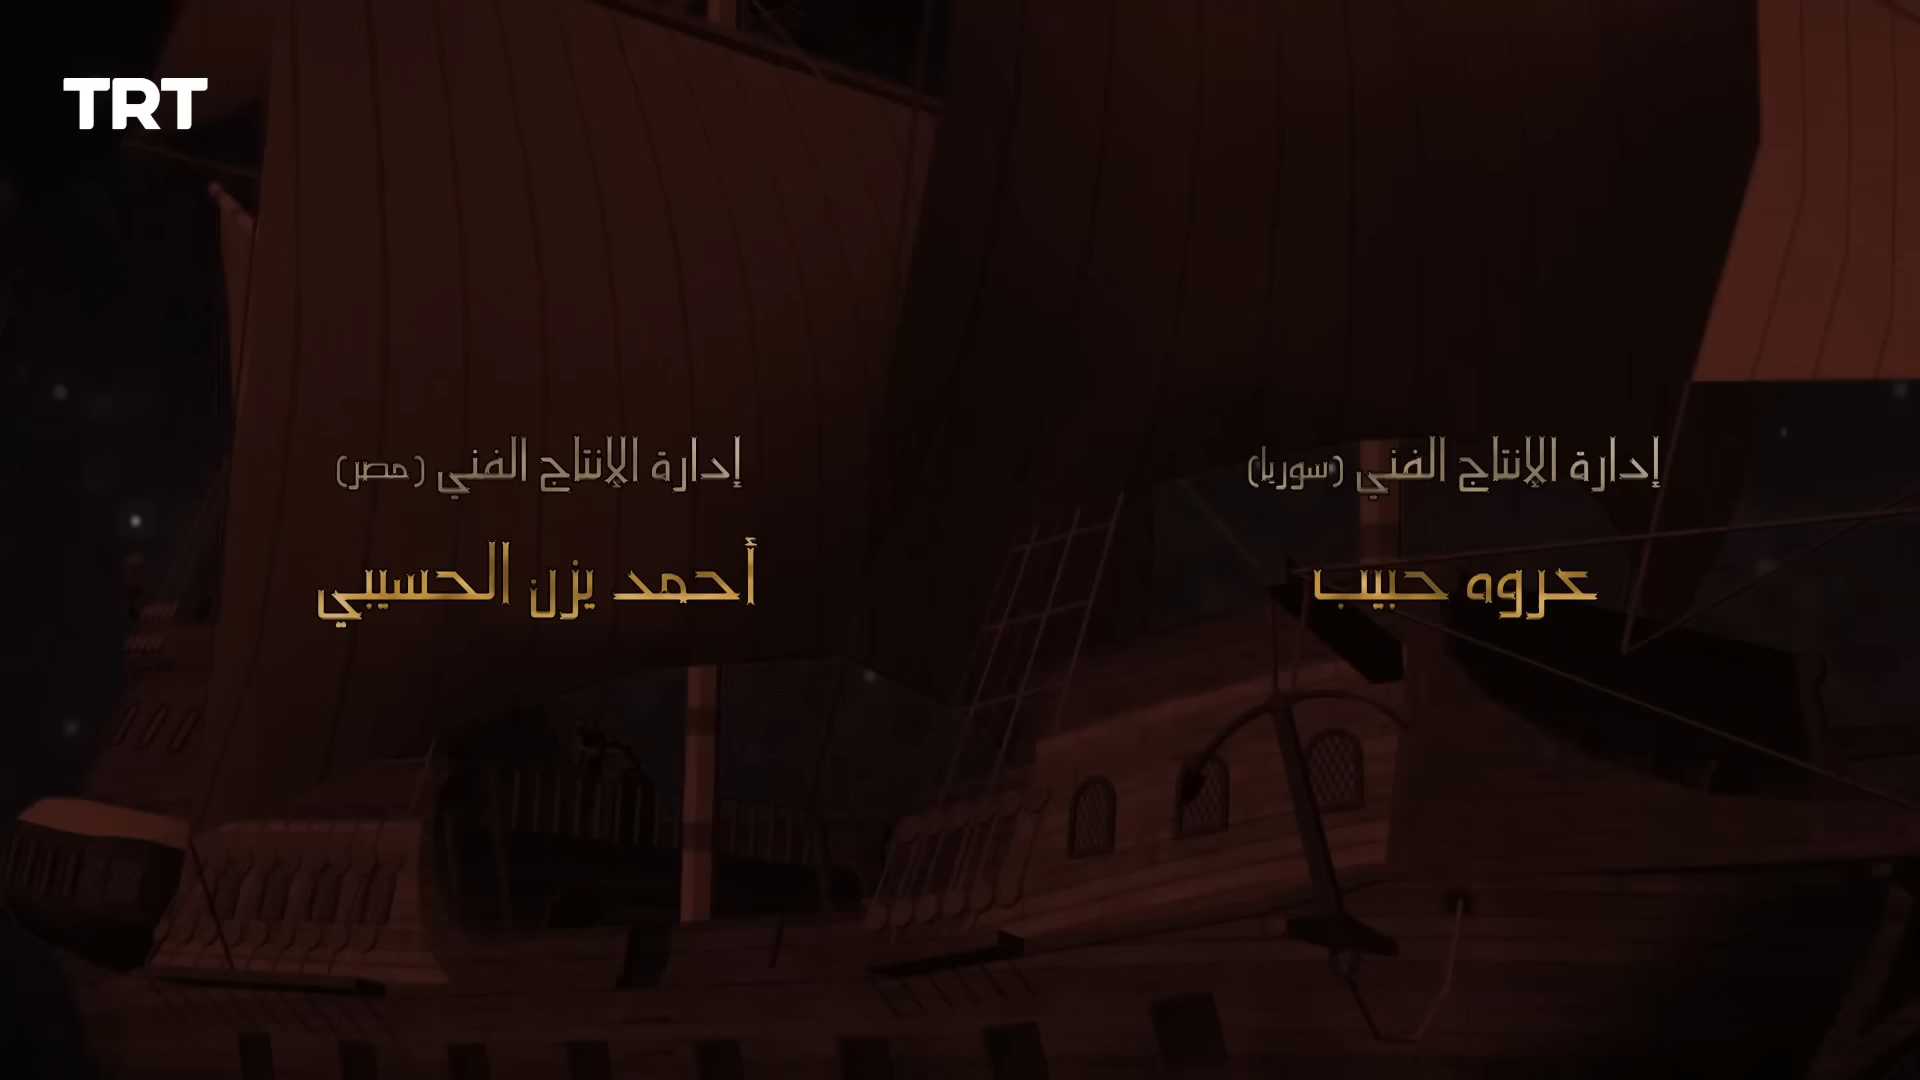 TRT
إدارة الإنتاج الفني (سوريا)
عروه حبيب
إدارة الإنتاج الفني (مصر)
أحمد يزن الحسيبي